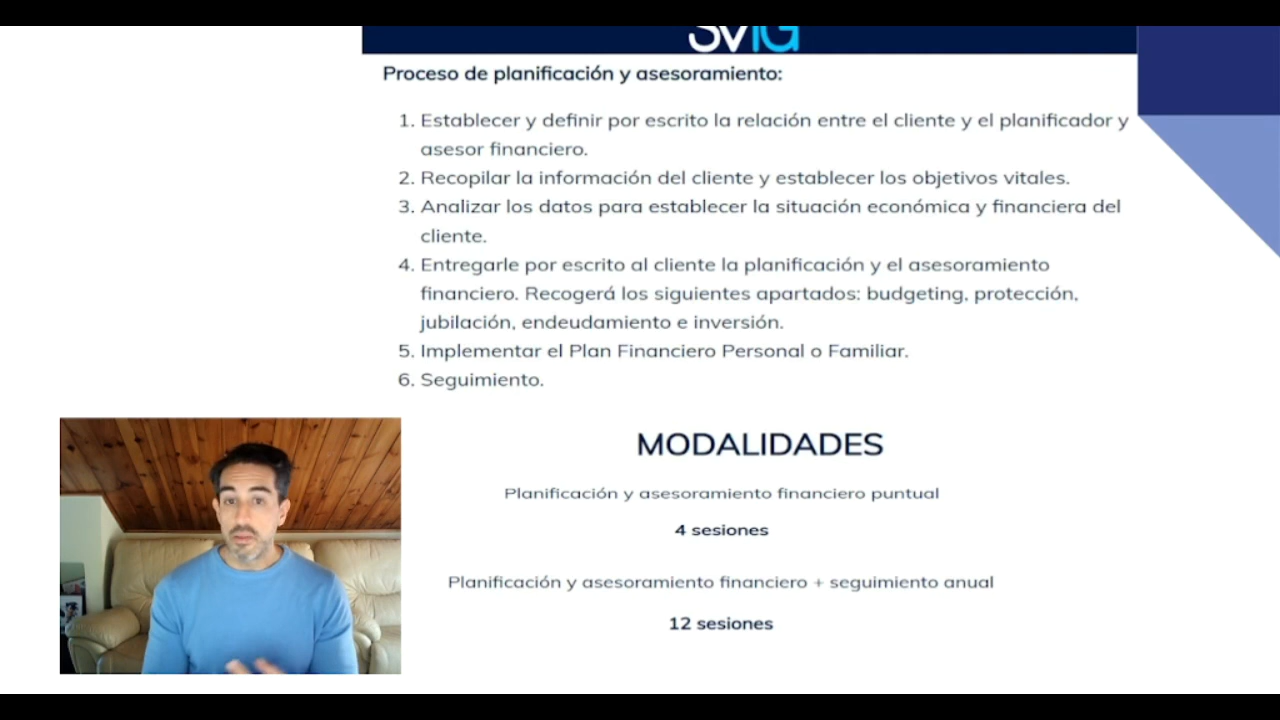 SVIG
Proceso de planificación y asesoramiento:
1. Establecer y definir por escrito la relación entre el cliente y el planificador y
asesor financiero.
2. Recopilar la información del cliente y establecer los objetivos vitales.
3. Analizar los datos para establecer la situación económica y financiera del
cliente.
4. Entregarle por escrito al cliente la planificación y el asesoramiento
financiero. Recogerá los siguientes apartados: budgeting, protección,
jubilación, endeudamiento e inversión.
5. Implementar el Plan Financiero Personal o Familiar.
6. Seguimiento.
MODALIDADES
Planificación y asesoramiento financiero puntual
4 sesiones
Planificación y asesoramiento financiero + seguimiento anual
12 sesiones